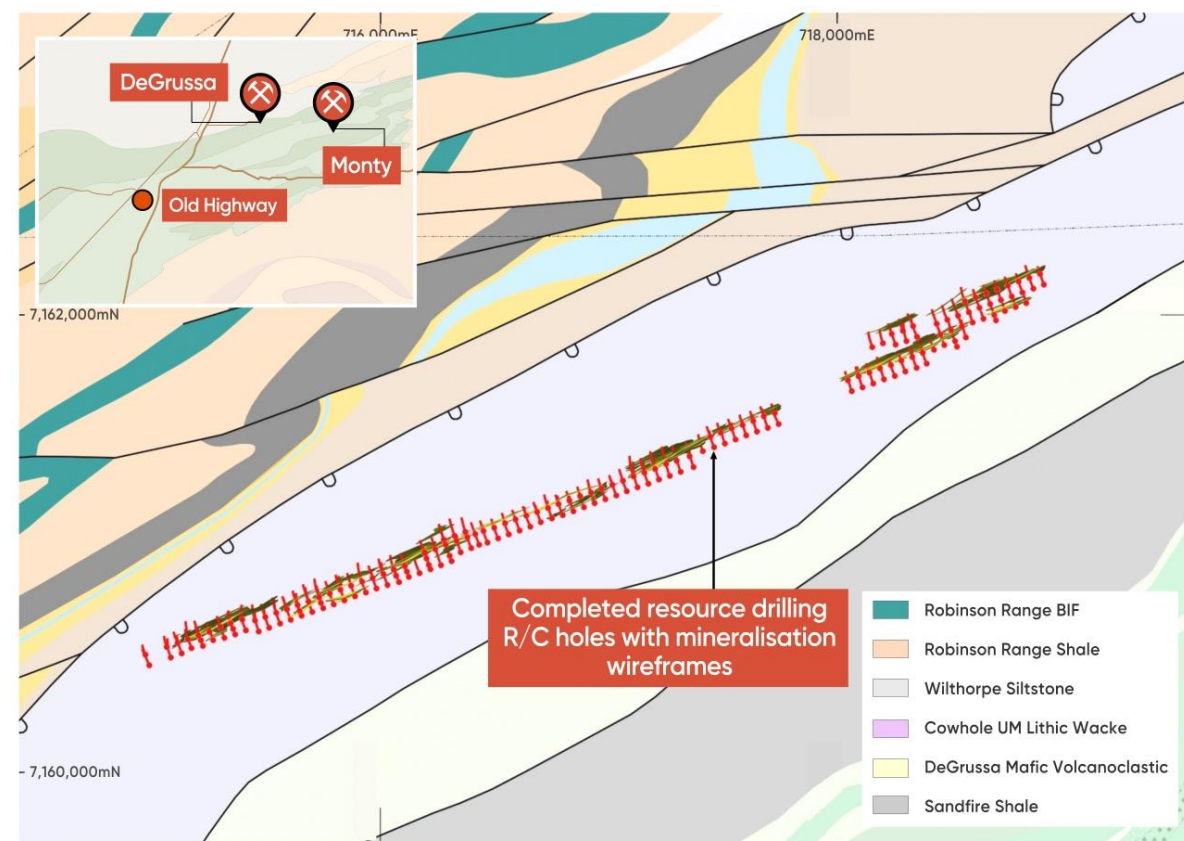 716,000mE
718,000mE
DeGrussa
Monty
Old Highway
- 7,162,000mN
Completed resource drilling
R/C holes with mineralisation
wireframes
- 7,160,000mN
Robinson Range BIF
Robinson Range Shale
Wilthorpe Siltstone
Cowhole UM Lithic Wacke
DeGrussa Mafic Volcanoclastic
Sandfire Shale